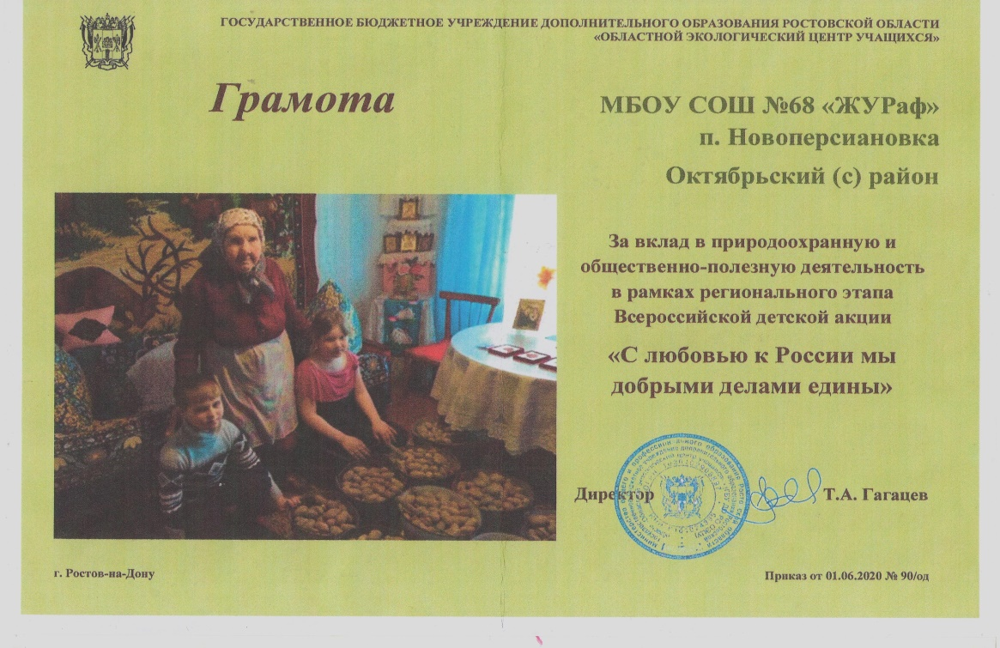 ГОСУДАРСТВЕННОЕ БЮДЖЕТНОЕ УЧРЕЖДЕНИЕ ДОПОЛНИТЕЛЬНОГО ОБРАЗОВАНИЯ РОСТОВСКОЙ ОБЛАСТИ
«ОБЛАСТНОЙ ЭКОЛОГИЧЕСКИЙ ЦЕНТР УЧАЩИХСЯ»
Грамота
МБОУ СОШ №68 «ЖУРаф»
п. Новоперсиановка
Октябрьский (с) район
За вклад в природоохранную и
общественно-полезную деятельность
в рамках регионального этапа
Всероссийской детской акции
«С любовью к России мы
добрыми делами едины»
Директор
Т.А. Гагацев
г. Ростов-на-Дону
Приказ от 01.06.2020 № 90/од